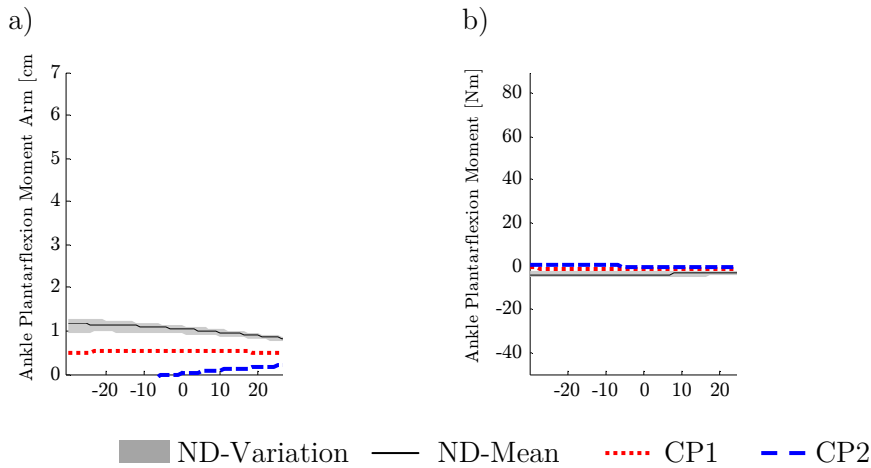 a)
b)
Ankle Plantarflexion Moment Arm [cm
7
6
5
4
3
2
1
0
-20 -10 0 10 20
Ankle Plantarflexion Moment [Nm]
80
60
40
20
0
-20
-40
-20 -10 0 10 20
ND-Variation ND-Mean CP1 CP2